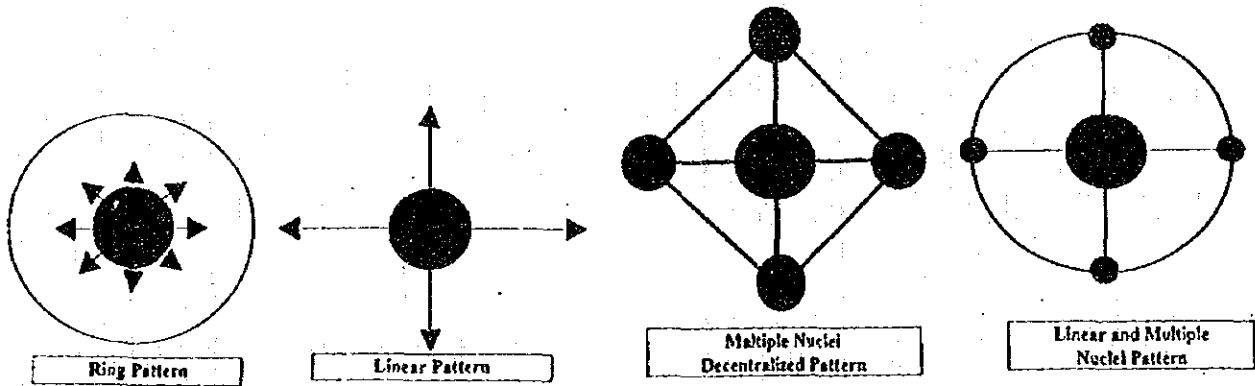 Ring Pattern
Linear Pattern
Multiple Nuclei
Decentralized Pattern
Linear and Multiple
Nuclei Pattern